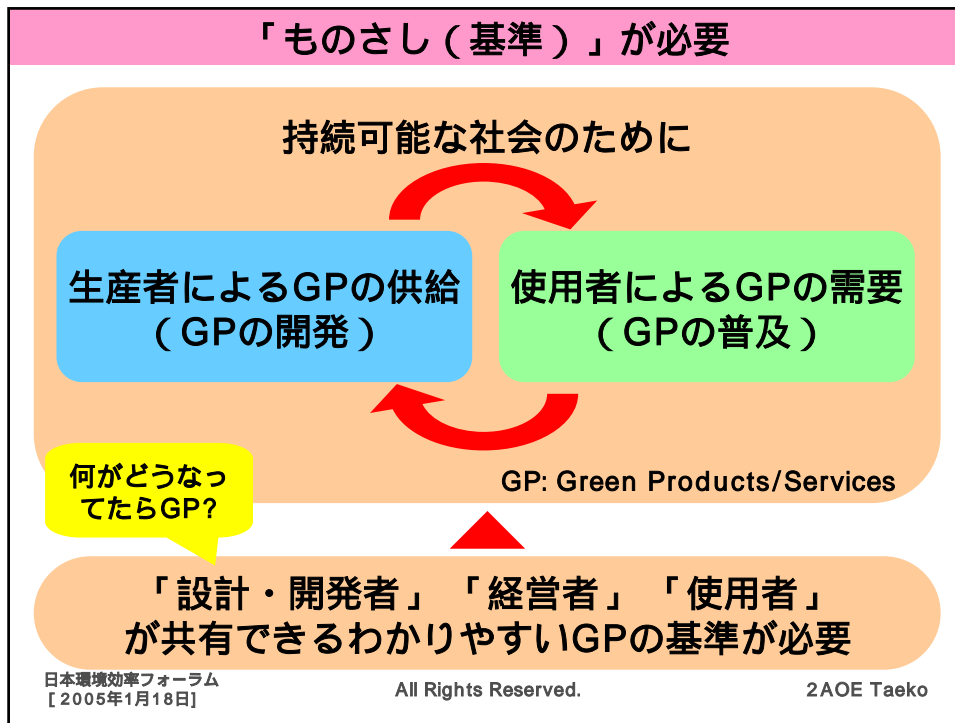 「ものさし（基準）」が必要
持続可能な社会のために
生産者によるGPの供給
（GPの開発）
使用者によるGPの需要
（GPの普及）
何がどうなっ
てたらGP?
GP: Green Products/Services
「設計・開発者」「経営者」「使用者」
が共有できるわかりやすいGPの基準が必要
日本環境効率フォーラム
[ 2005年1月18日]
All Rights Reserved.
2AOE Taeko